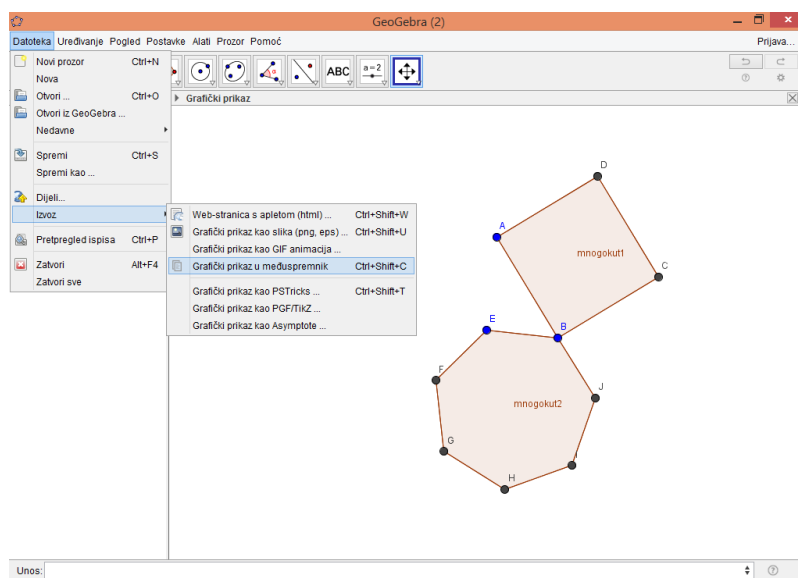 GeoGebra (2)
Datoteka Uređivanje Pogled Postavke Alati Prozor Pomoć Prijava...
Novi prozor Ctrl+N
Nova
Otvori ... Ctrl+O
Otvori iz GeoGebra ...
Nedavne
Spremi Ctrl+S
Spremi kao ...
Dijeli...
Izvoz
Pretpregled ispisa Ctrl+P
Zatvori Alt+F4
Zatvori sve
ABC a=2
Grafički prikaz
Web-stranica s apletom (html) ... Ctrl+Shift+W
Grafički prikaz kao slika (png, eps) ... Ctrl+Shift+U
Grafički prikaz kao GIF animacija ...
Grafički prikaz u međuspremnik Ctrl+Shift+C
Grafički prikaz kao PSTricks ... Ctrl+Shift+T
Grafički prikaz kao PGF/TikZ ...
Grafički prikaz kao Asymptote ...
D
A
mnogokut1
C
E
B
F
J
mnogokut2
G
I
H
Unos: